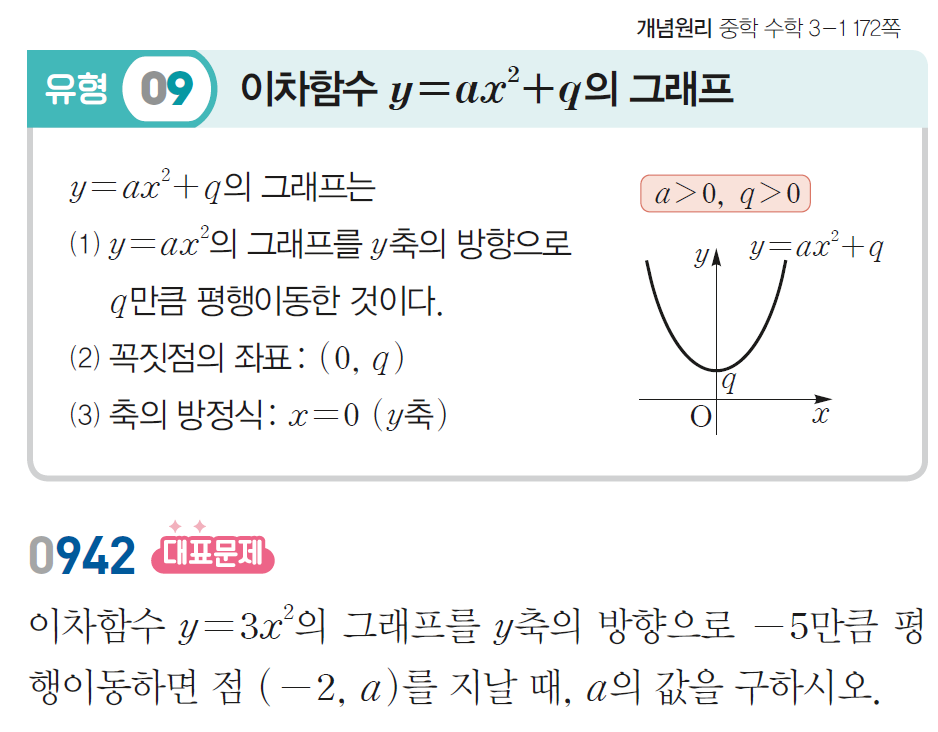 개념원리 중학 수학 3-1 172쪽
유형 09 이차함수 y=ax²+q의 그래프
y=ax²+q의 그래프는
(1) y=ax²의 그래프를 y축의 방향으로
q만큼 평행이동한 것이다.
(2) 꼭짓점의 좌표: (0, q)
(3) 축의 방정식: x=0 (y축)
a>0, q>0
y y=ax²+q
q
O x
0942 대표문제
이차함수 y=3x²의 그래프를 y축의 방향으로 -5만큼 평
행이동하면 점 (-2, a)를 지날 때, a의 값을 구하시오.